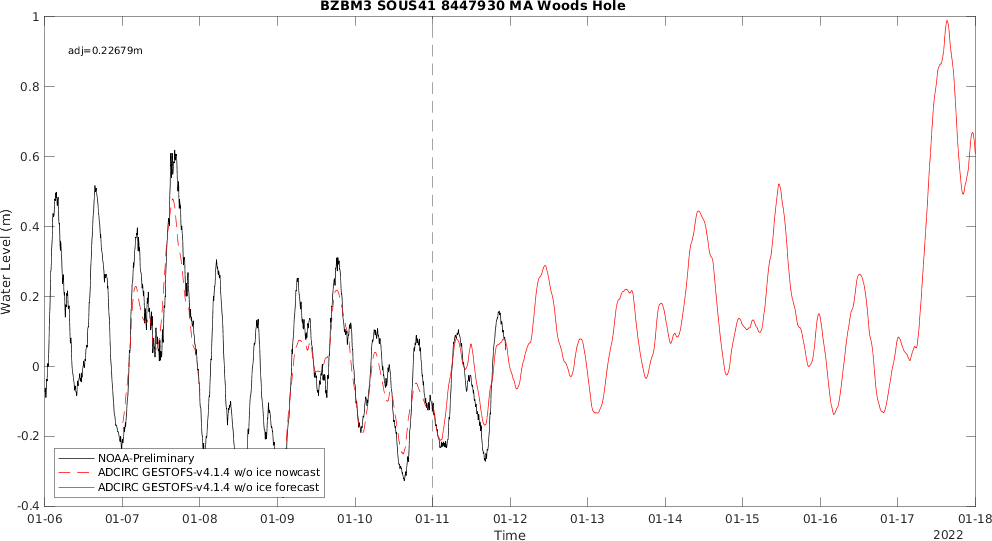 BZBM3 SOUS41 8447930 MA Woods Hole
adj=0.22679m
Water Level (m)
1
0.8
0.6
0.4
0.2
0
-0.2
-0.4
NOAA-Preliminary
ADCIRC GESTOFS-v4.1.4 w/o ice nowcast
ADCIRC GESTOFS-v4.1.4 w/o ice forecast
01-06 01-07 01-08 01-09 01-10 01-11 01-12 01-13 01-14 01-15 01-16 01-17 01-18
Time
2022